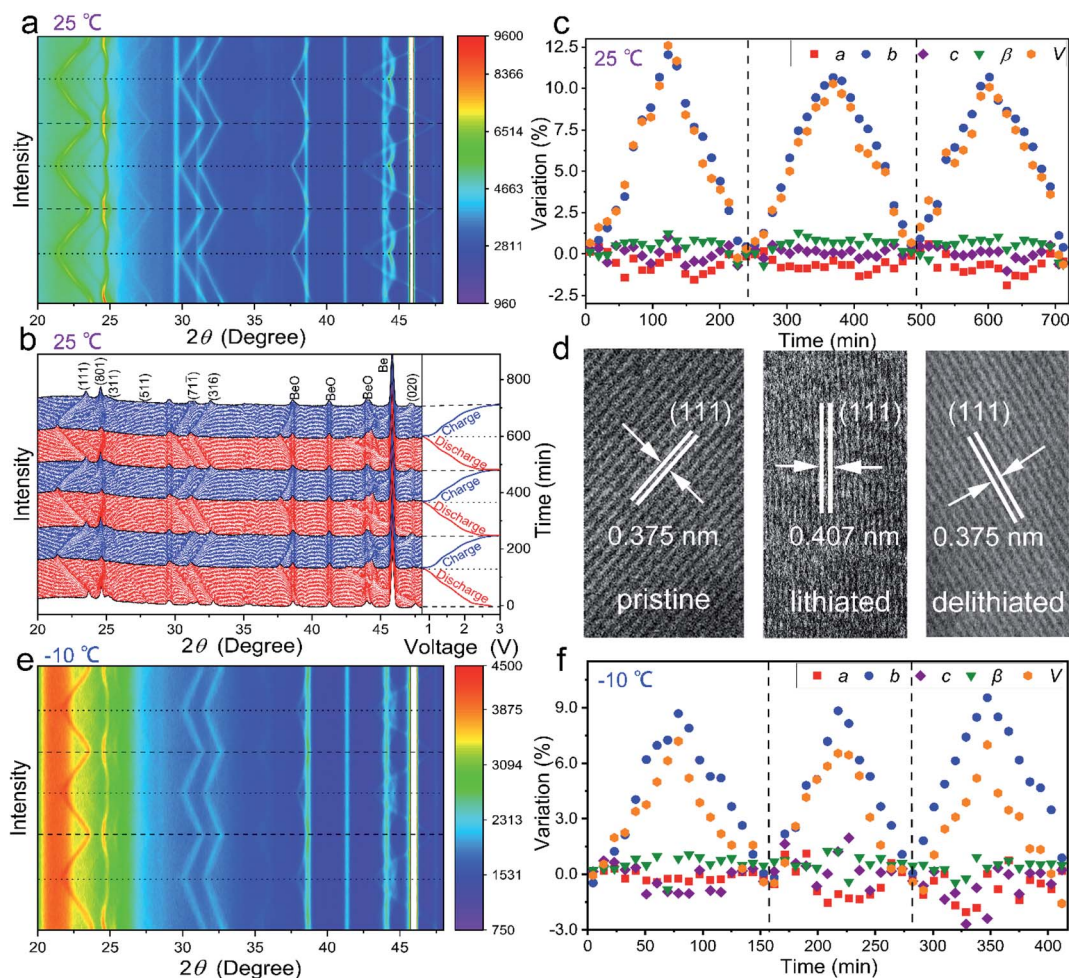 a 25 ℃
Intensity
20 25 30 35 40 45
2θ (Degree)
9600
8366
6514
4663
2811
960
c 25 ℃
a b c β V
Variation (%)
12.5
10.0
7.5
5.0
2.5
0.0
-2.5
0 100 200 300 400 500 600 700
Time (min)
b 25 ℃
(111) (801) (311) (511) (711̄) (316) BeO BeO BeO Be (020)
Intensity
Charge
Discharge
Charge
Discharge
Charge
Discharge
800
600
400
200
0
Time (min)
20 25 30 35 40 45 1 2 3
2θ (Degree) Voltage (V)
d
(111) (111) (111)
0.375 nm 0.407 nm 0.375 nm
pristine lithiated delithiated
e -10 ℃
Intensity
20 25 30 35 40 45
2θ (Degree)
4500
3875
3094
2313
1531
750
f -10 ℃
a b c β V
Variation (%)
9.0
6.0
3.0
0.0
-3.0
0 50 100 150 200 250 300 350 400
Time (min)